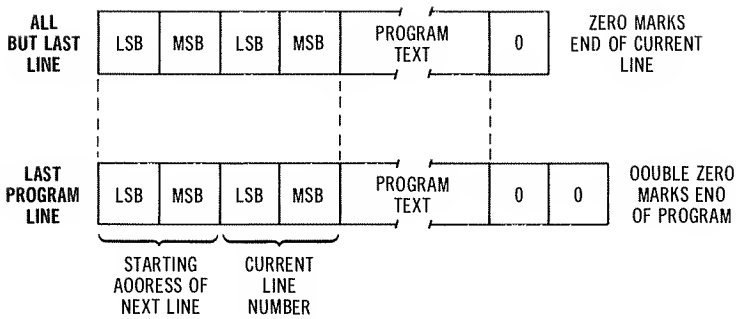 ALL
BUT LAST
LINE
LSB MSB LSB MSB PROGRAM
TEXT
0
ZERO MARKS
END OF CURRENT
LINE
LAST
PROGRAM
LINE
LSB MSB LSB MSB PROGRAM
TEXT
0 0
OOUBLE ZERO
MARKS END
OF PROGRAM
STARTING
AOORESS OF
NEXT LINE
CURRENT
LINE
NUMBER